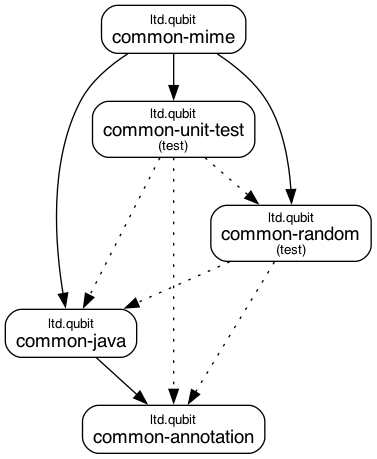 ltd.qubit
common-mime
ltd.qubit
common-unit-test
(test)
ltd.qubit
common-random
(test)
ltd.qubit
common-java
ltd.qubit
common-annotation